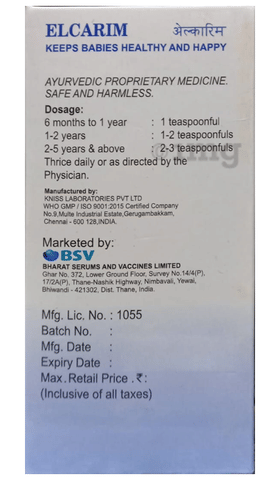 ELCARIM एल्कारिम
KEEPS BABIES HEALTHY AND HAPPY
AYURVEDIC PROPRIETARY MEDICINE.
SAFE AND HARMLESS.
Dosage:
6 months to 1 year : 1 teaspoonful
1-2 years : 1-2 teaspoonfuls
2-5 years & above : 2-3 teaspoonfuls
Thrice daily or as directed by the
Physician.
Manufactured by:
KNISS LABORATORIES PVT LTD
WHO GMP / ISO 9001:2015 Certified Company
No.9, Muite Industrial Estate, Gerugambakkam,
Chennai - 600 128, INDIA.
Marketed by:
BSV
BHARAT SERUMS AND VACCINES LIMITED
Ghar No. 372, Lower Ground Floor, Survey No.14/4(P),
17/2A(P), Thane-Nashik Highway, Nimbavali, Yewai,
Bhiwandi - 421302. Dist. Thane, India.
Mfg. Lic. No. : 1055
Batch No. :
Mfg. Date :
Expiry Date :
Max. Retail Price . ₹:
(Inclusive of all taxes)